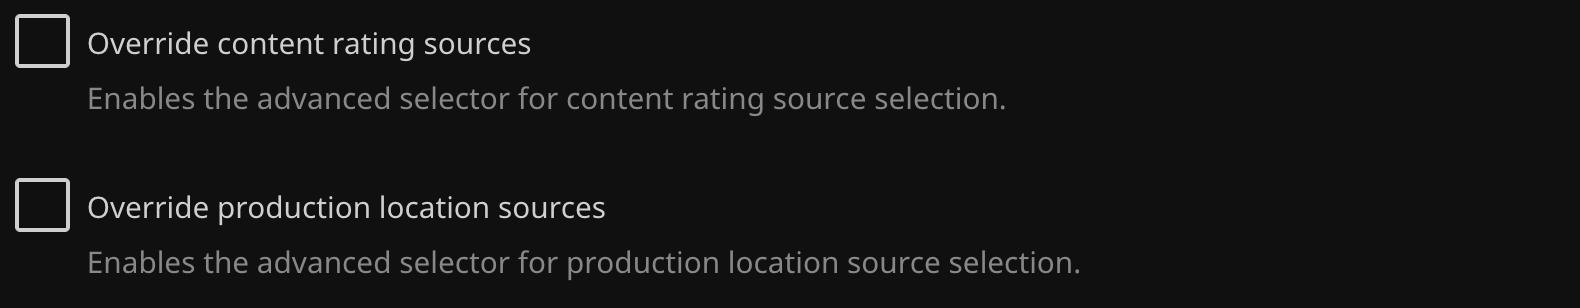 Override content rating sources
Enables the advanced selector for content rating source selection.
Override production location sources
Enables the advanced selector for production location source selection.